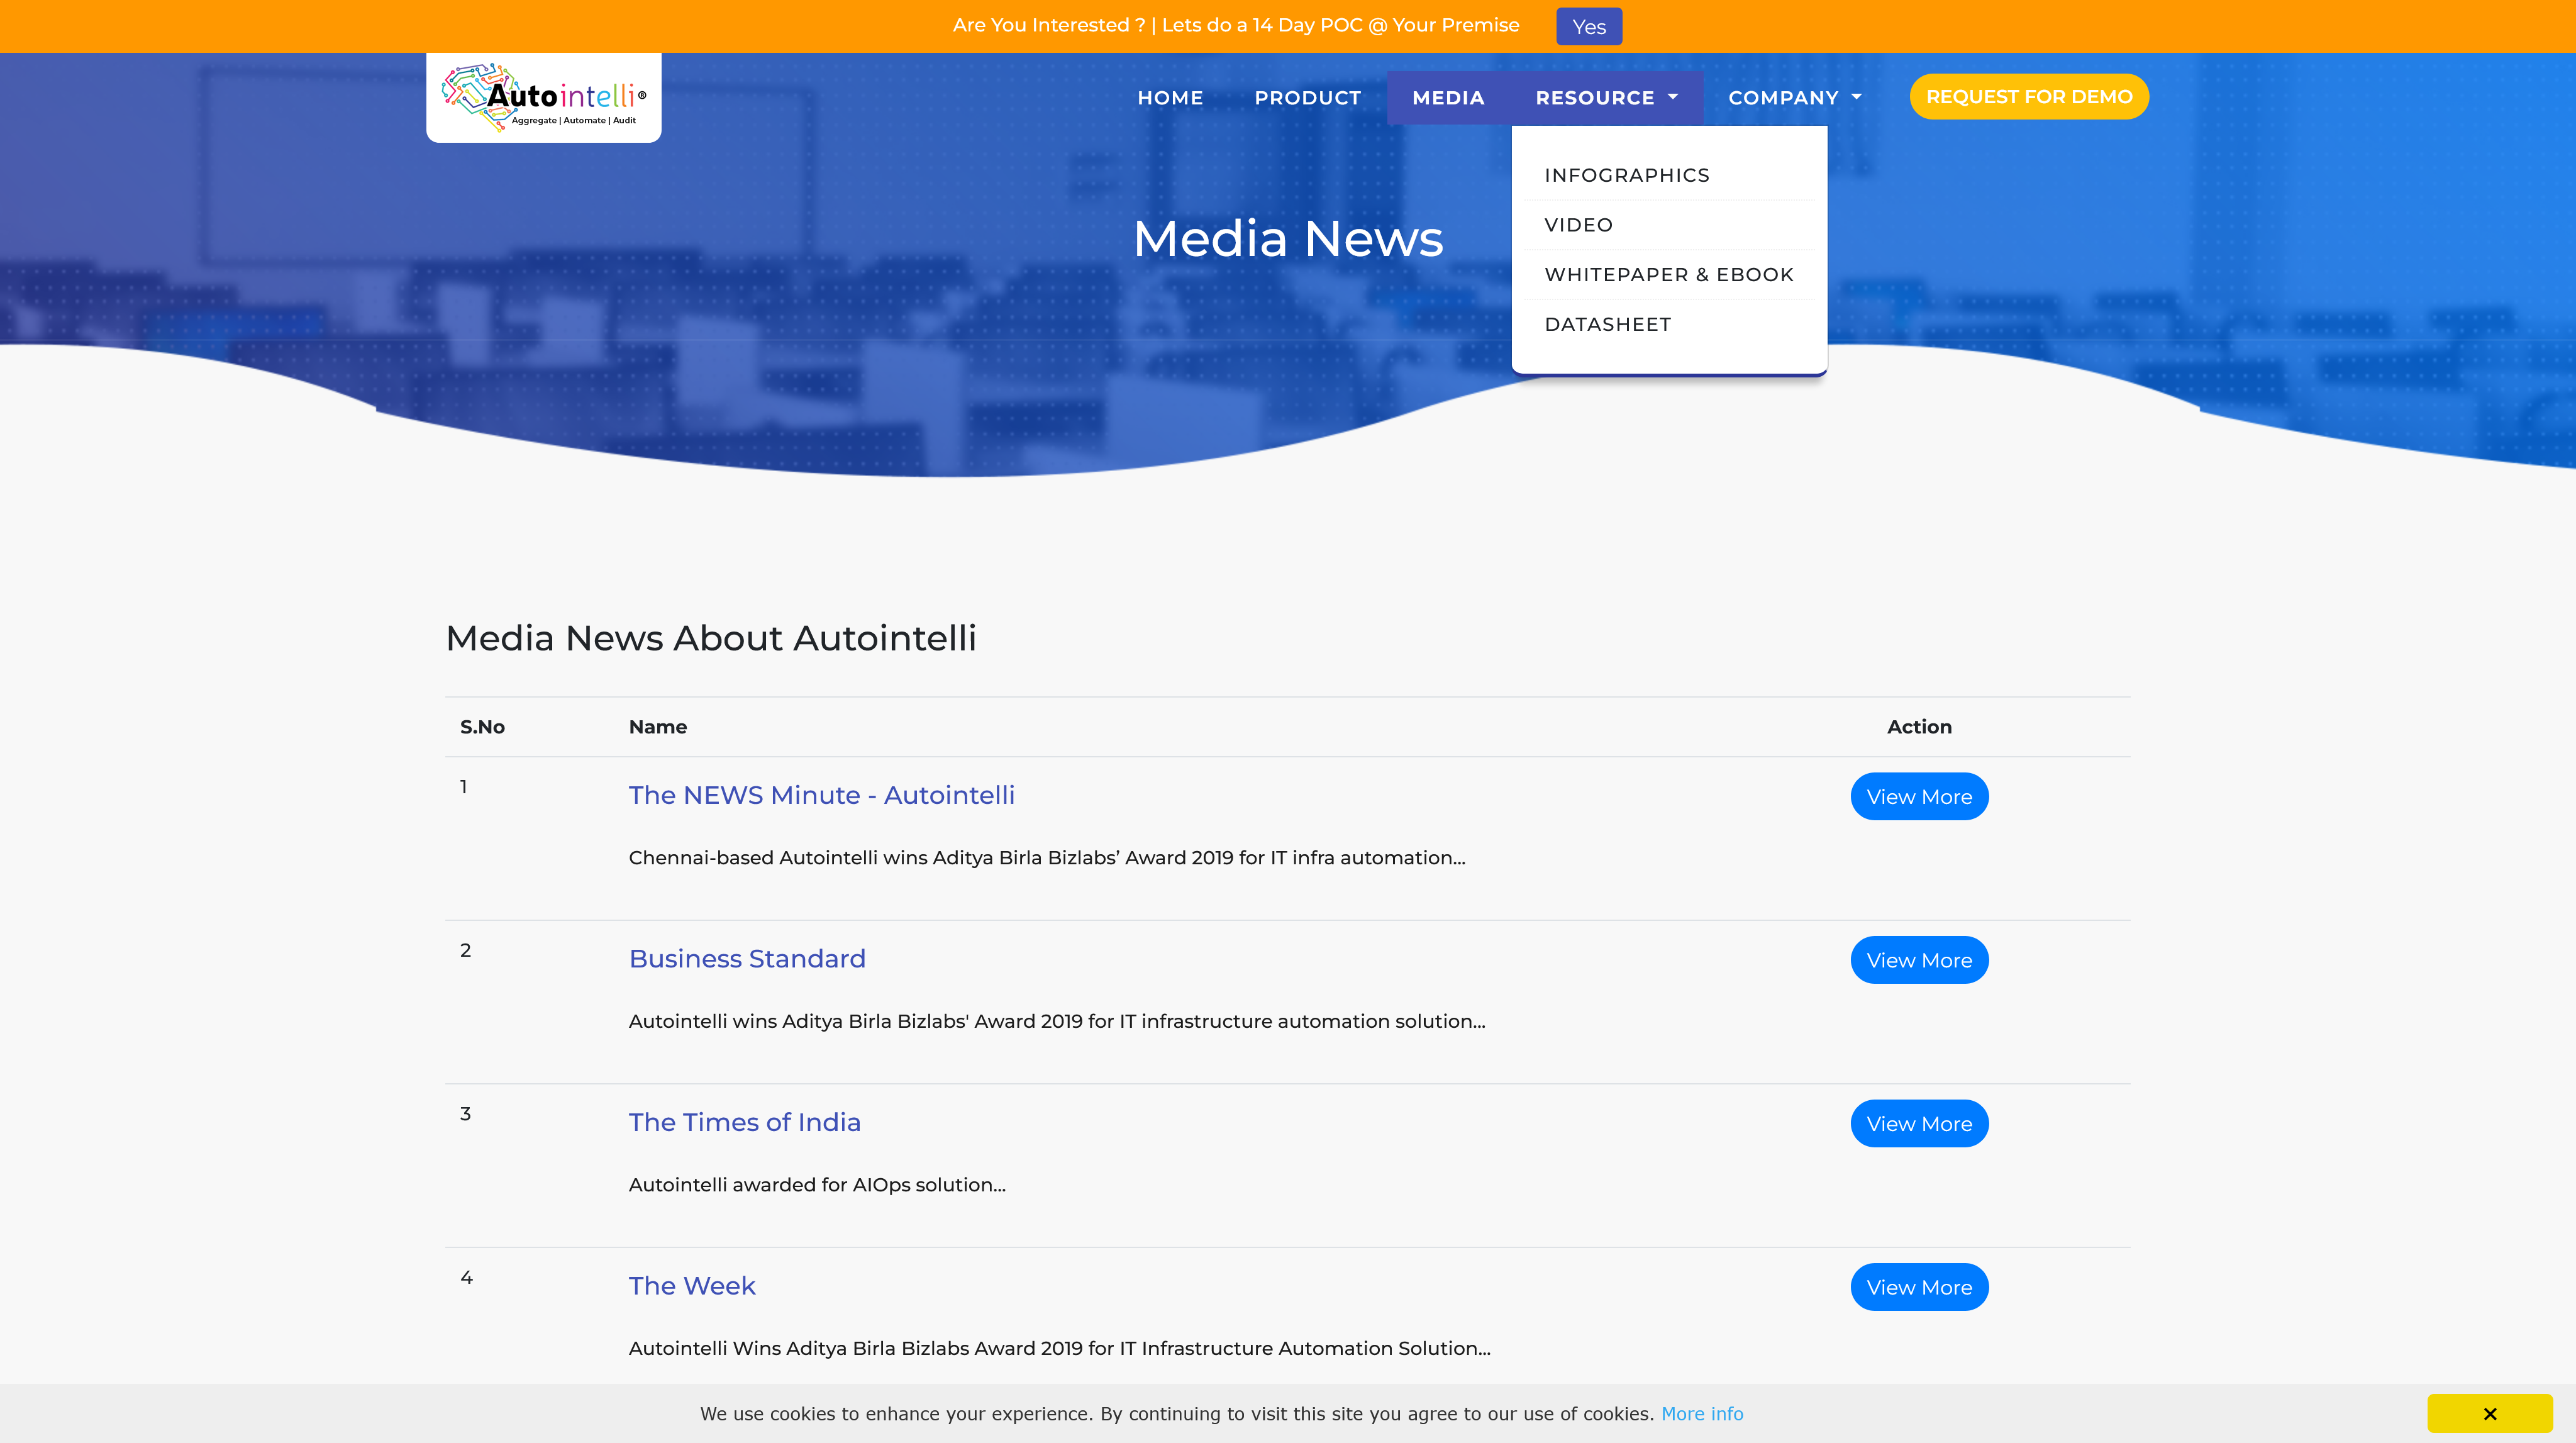 Are You Interested ? | Lets do a 14 Day POC @ Your Premise Yes
Autointelli®
Aggregate | Automate | Audit
HOME PRODUCT MEDIA RESOURCE COMPANY REQUEST FOR DEMO
INFOGRAPHICS
VIDEO
WHITEPAPER & EBOOK
DATASHEET
Media News
Media News About Autointelli
S.No Name Action
1 The NEWS Minute - Autointelli View More
Chennai-based Autointelli wins Aditya Birla Bizlabs’ Award 2019 for IT infra automation...
2 Business Standard View More
Autointelli wins Aditya Birla Bizlabs' Award 2019 for IT infrastructure automation solution...
3 The Times of India View More
Autointelli awarded for AIOps solution...
4 The Week View More
Autointelli Wins Aditya Birla Bizlabs Award 2019 for IT Infrastructure Automation Solution...
We use cookies to enhance your experience. By continuing to visit this site you agree to our use of cookies. More info ×